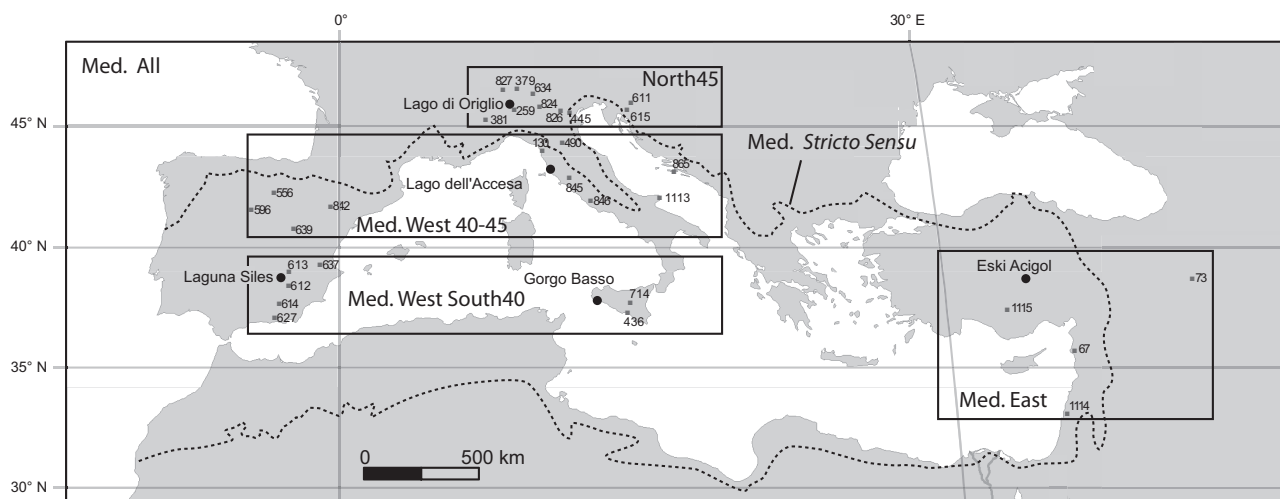 0° 30° E
Med. All
North45
827 379 634
Lago di Origlio 259 824 611
381 826 445 615
45° N
Med. Stricto Sensu
133 490 865
Lago dell'Accesa
556 845
596 842 846 1113
639 Med. West 40-45
40° N
613 637
Laguna Siles Gorgo Basso Eski Acigol 73
612
614 Med. West South40 714 1115
627 436
67
35° N
Med. East 1114
0 500 km
30° N